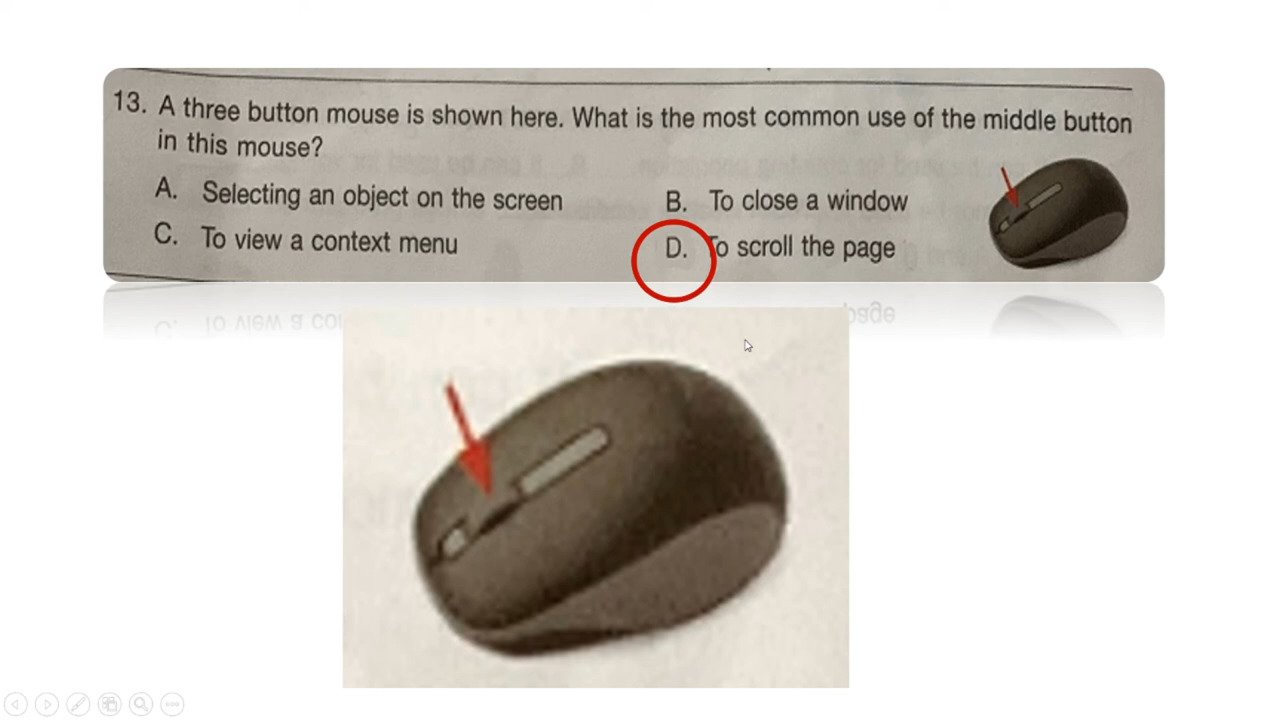 13. A three button mouse is shown here. What is the most common use of the middle button
in this mouse?
A. Selecting an object on the screen B. To close a window
C. To view a context menu D. To scroll the page